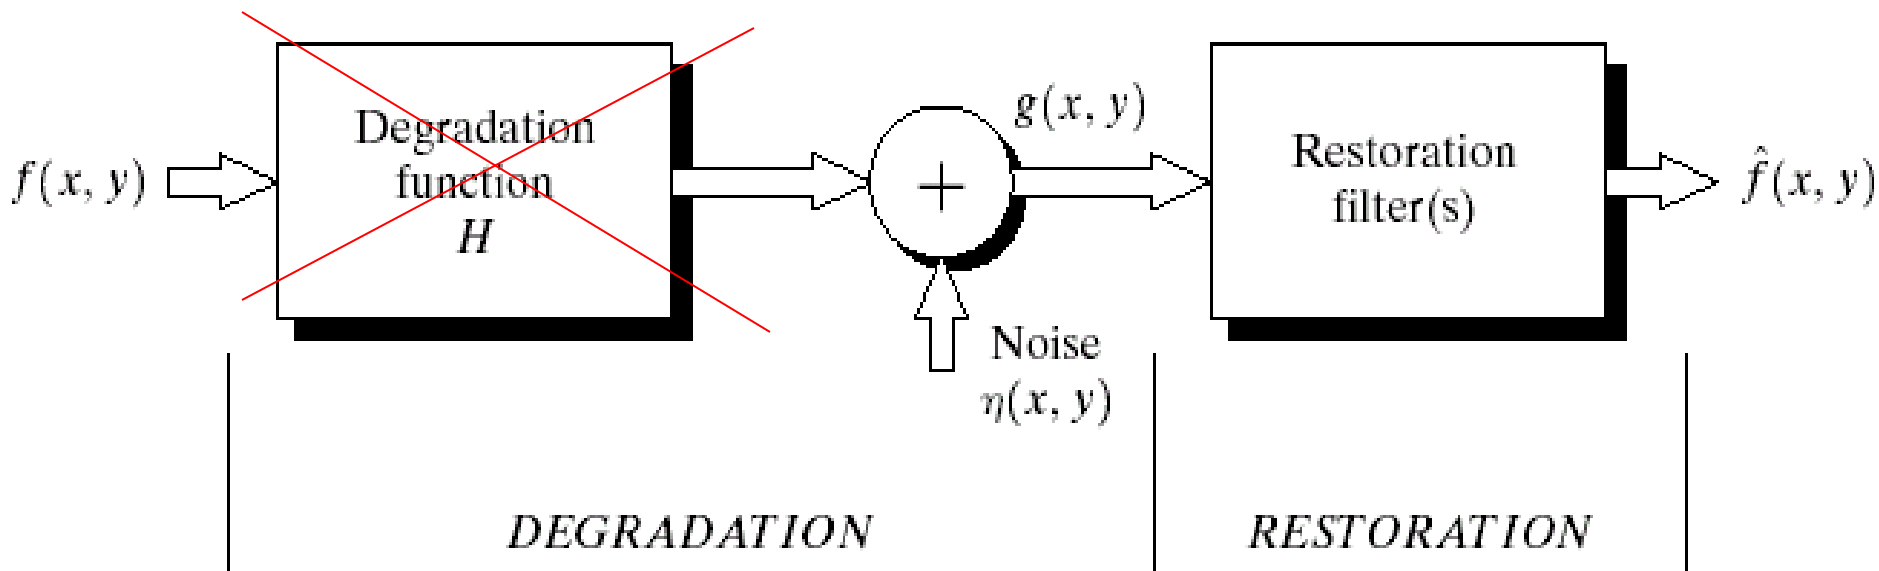 f(x, y)
Degradation
function
H
+
g(x, y)
Noise
η(x, y)
Restoration
filter(s)
f̂(x, y)
DEGRADATION
RESTORATION